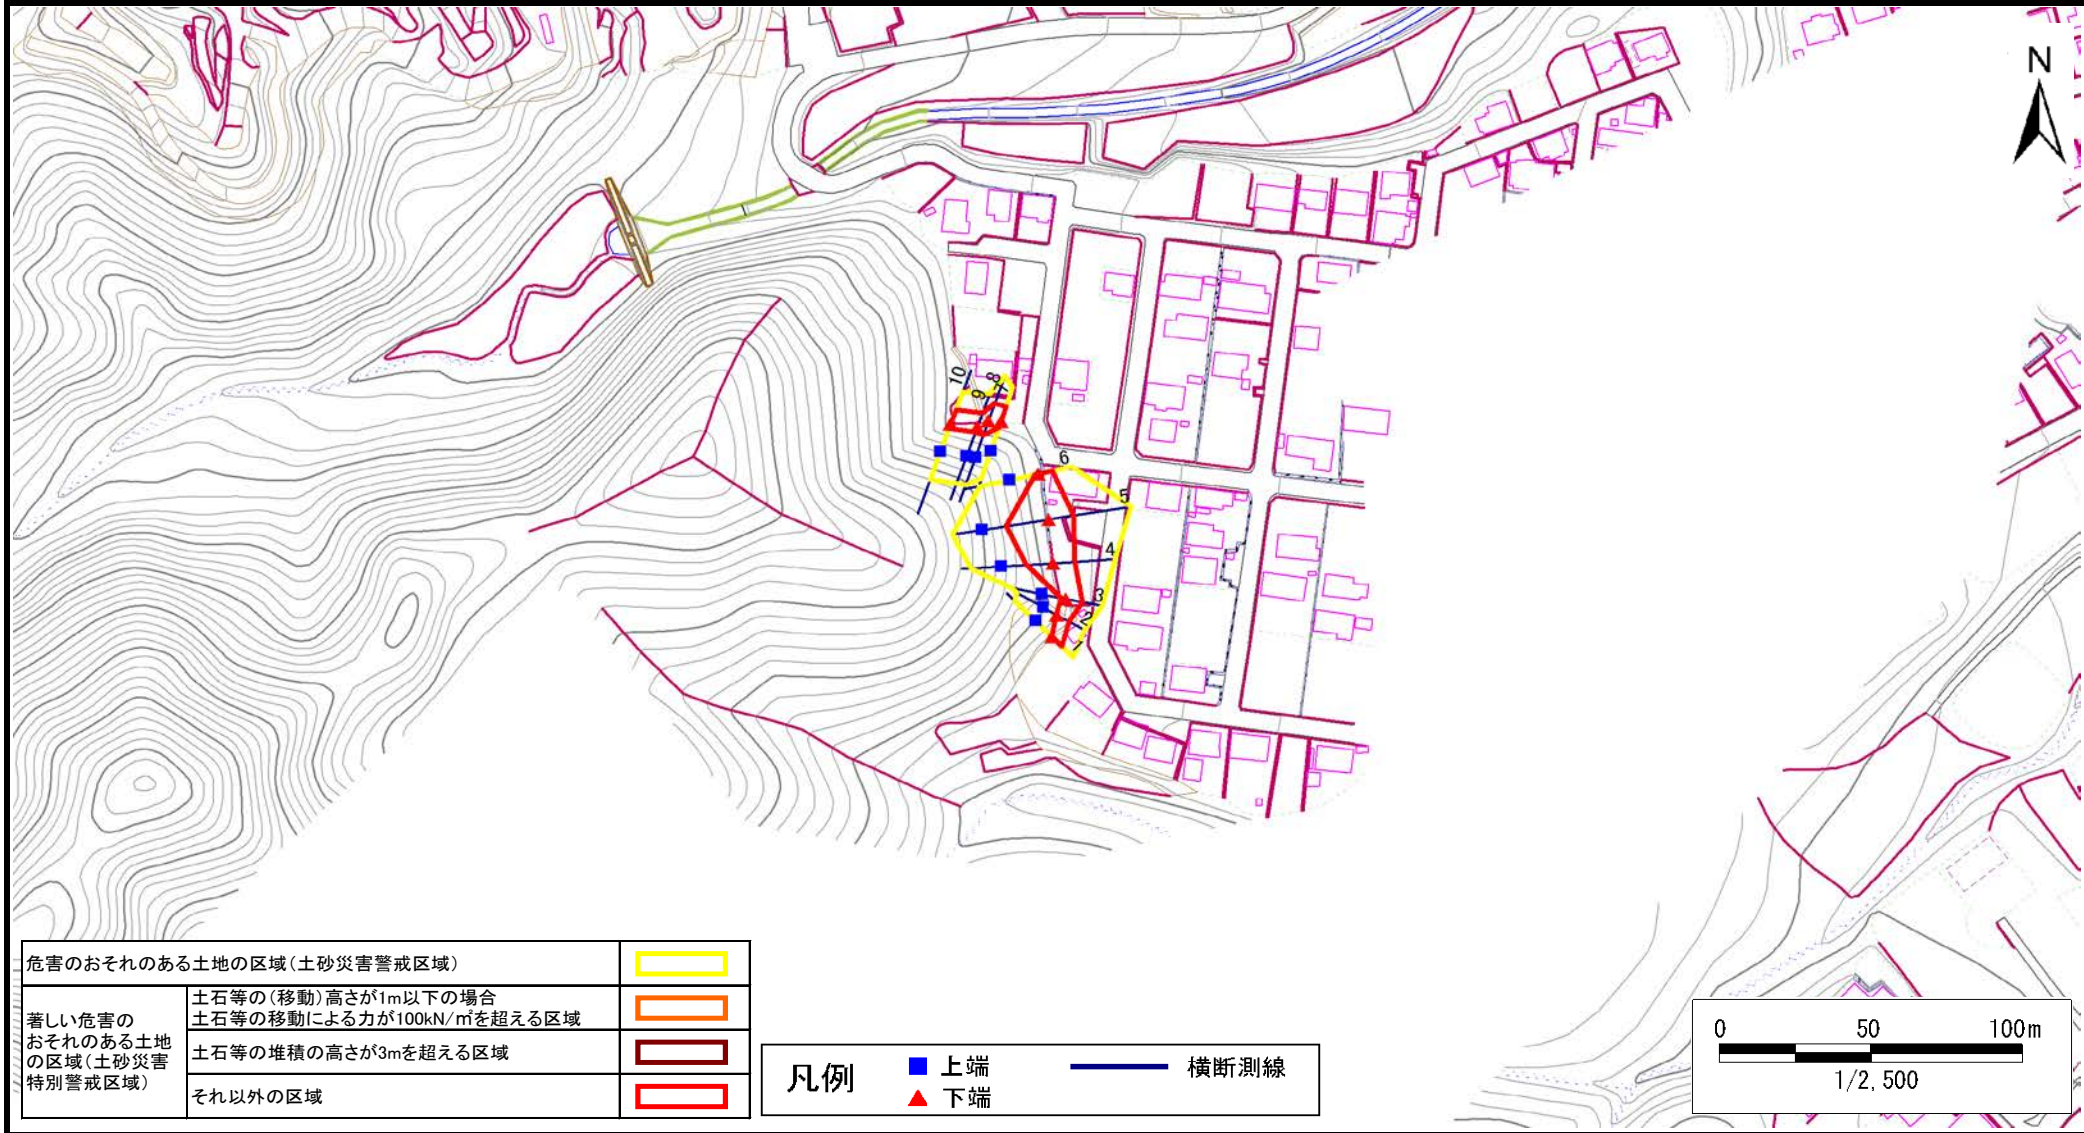 N
10
9
8
7
6
5
4
3
2
1
危害のおそれのある土地の区域(土砂災害警戒区域)
著しい危害の
おそれのある土地
の区域(土砂災害
特別警戒区域)
土石等の(移動)高さが1m以下の場合
土石等の移動による力が100kN/㎡を超える区域
土石等の堆積の高さが3mを超える区域
それ以外の区域
凡例
上端
下端
横断測線
0 50 100m
1/2,500